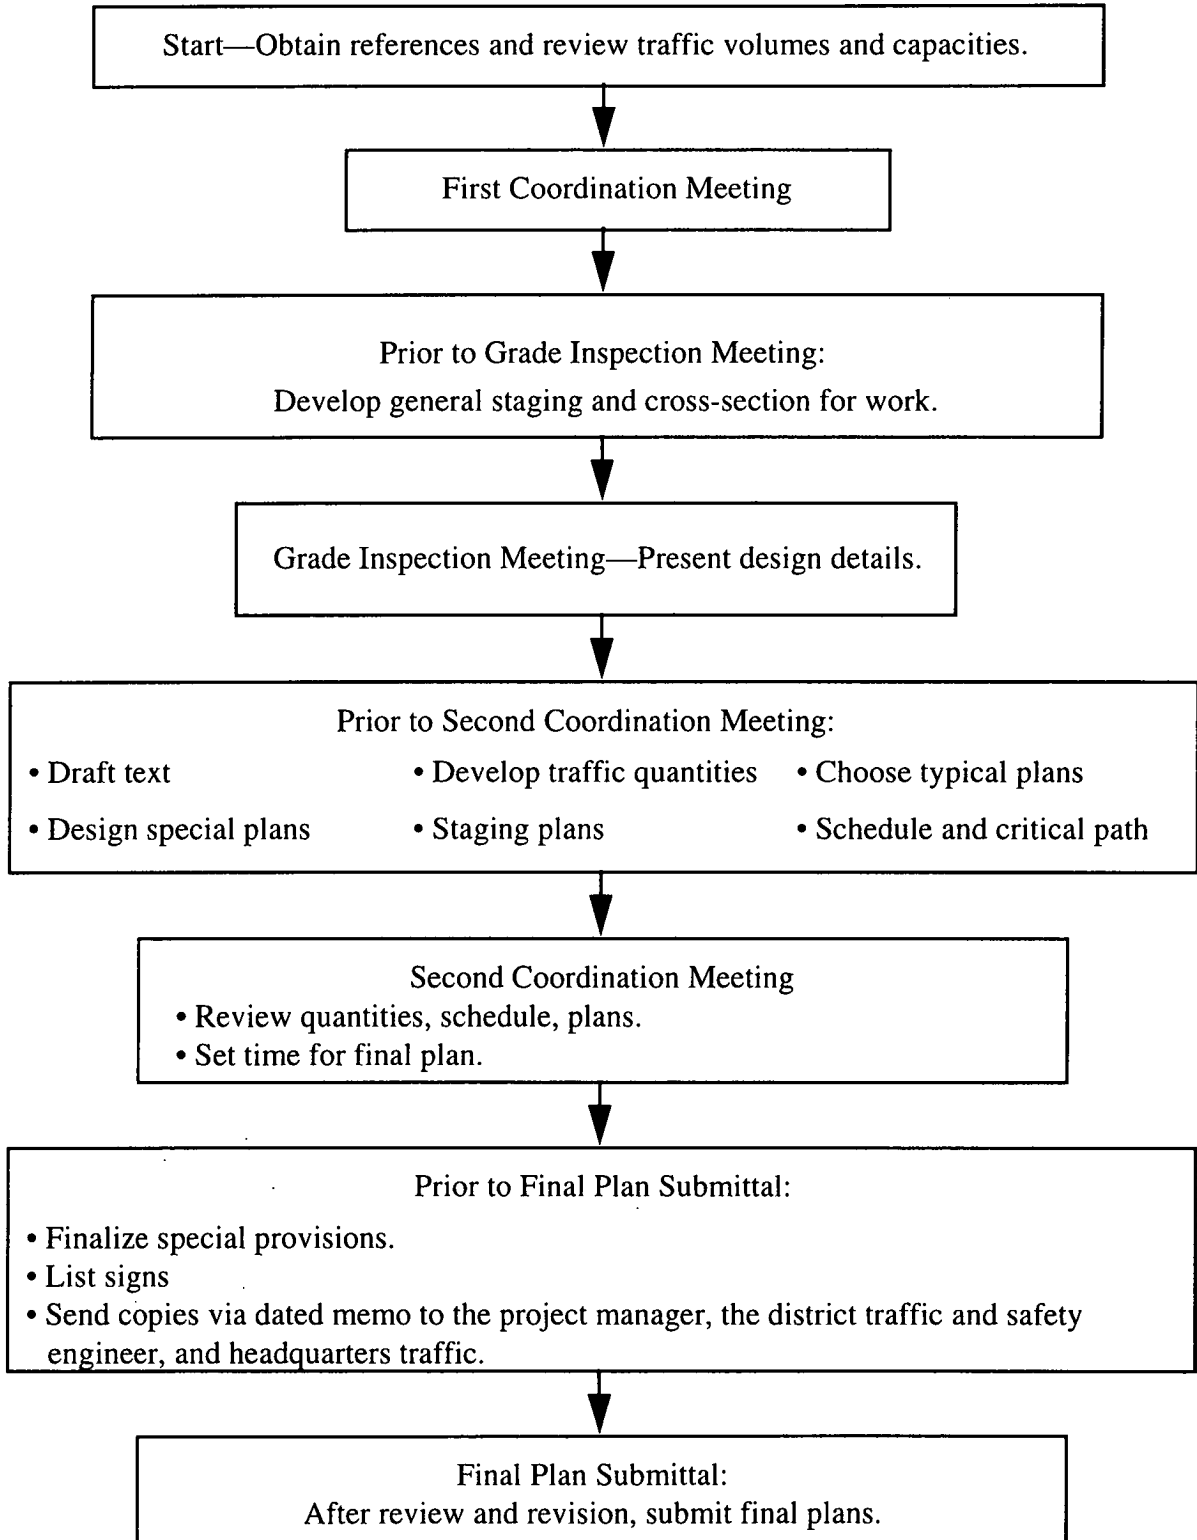 Start—Obtain references and review traffic volumes and capacities.
First Coordination Meeting
Prior to Grade Inspection Meeting:
Develop general staging and cross-section for work.
Grade Inspection Meeting—Present design details.
Prior to Second Coordination Meeting:
• Draft text • Develop traffic quantities • Choose typical plans
• Design special plans • Staging plans • Schedule and critical path
Second Coordination Meeting
• Review quantities, schedule, plans.
• Set time for final plan.
Prior to Final Plan Submittal:
• Finalize special provisions.
• List signs
• Send copies via dated memo to the project manager, the district traffic and safety
engineer, and headquarters traffic.
Final Plan Submittal:
After review and revision, submit final plans.